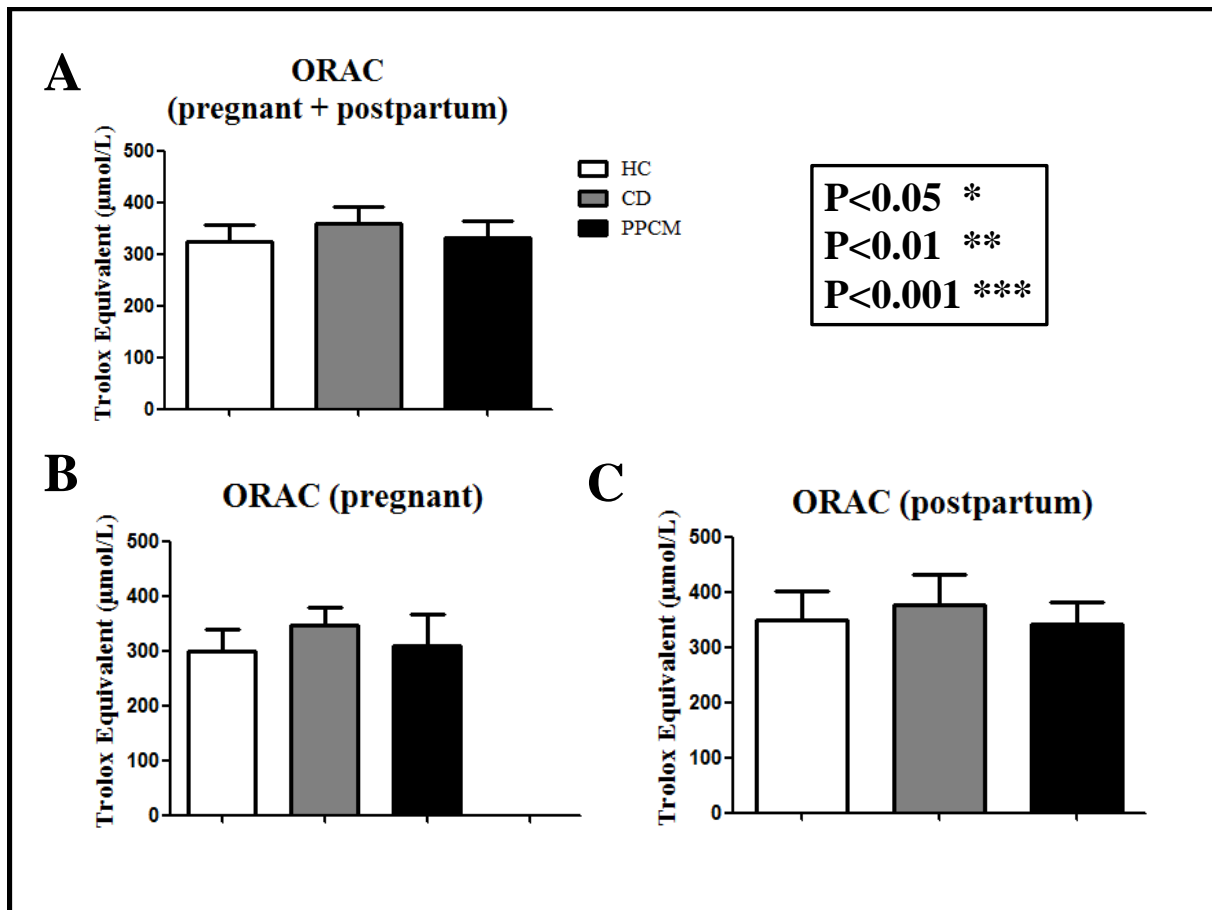 A
ORAC
(pregnant + postpartum)
Trolox Equivalent (µmol/L)
500
400
300
200
100
0
HC
CD
PPCM
P<0.05 *
P<0.01 **
P<0.001 ***
B
ORAC (pregnant)
Trolox Equivalent (µmol/L)
500
400
300
200
100
0
C
ORAC (postpartum)
Trolox Equivalent (µmol/L)
500
400
300
200
100
0